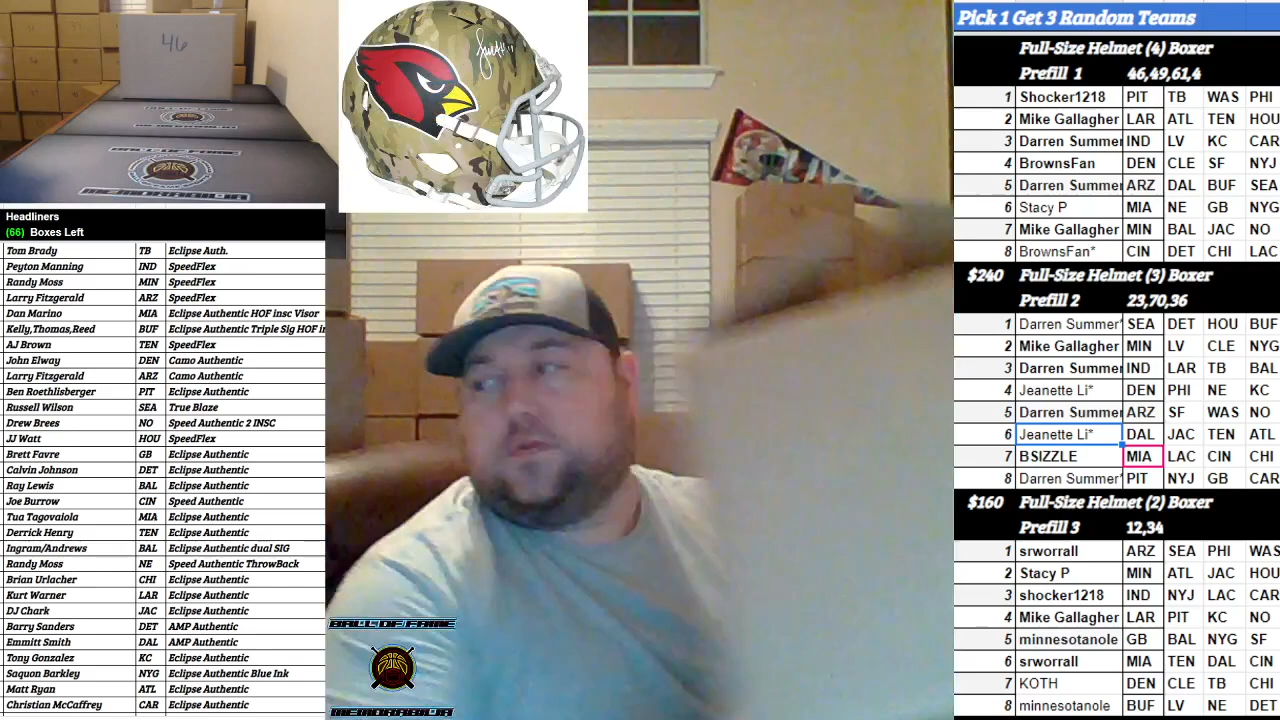 46
Headliners
(66) Boxes Left
Tom Brady TB Eclipse Auth.
Peyton Manning IND SpeedFlex
Randy Moss MIN SpeedFlex
Larry Fitzgerald ARZ SpeedFlex
Dan Marino MIA Eclipse Authentic HOF insc Visor
Kelly,Thomas,Reed BUF Eclipse Authentic Triple Sig HOF
AJ Brown TEN SpeedFlex
John Elway DEN Camo Authentic
Larry Fitzgerald ARZ Camo Authentic
Ben Roethlisberger PIT Eclipse Authentic
Russell Wilson SEA True Blaze
Drew Brees NO Speed Authentic 2 INSC
JJ Watt HOU SpeedFlex
Brett Favre GB Eclipse Authentic
Calvin Johnson DET Eclipse Authentic
Ray Lewis BAL Eclipse Authentic
Joe Burrow CIN Speed Authentic
Tua Tagovaiola MIA Eclipse Authentic
Derrick Henry TEN Eclipse Authentic
Ingram/Andrews BAL Eclipse Authentic dual SIG
Randy Moss NE Speed Authentic ThrowBack
Brian Urlacher CHI Eclipse Authentic
Kurt Warner LAR Eclipse Authentic
DJ Chark JAC Eclipse Authentic
Barry Sanders DET AMP Authentic
Emmitt Smith DAL AMP Authentic
Tony Gonzalez KC Eclipse Authentic
Saquon Barkley NYG Eclipse Authentic Blue Ink
Matt Ryan ATL Eclipse Authentic
Christian McCaffrey CAR Eclipse Authentic
BALL OF FAME
MEMORABILIA
Pick 1 Get 3 Random Teams
Full-Size Helmet (4) Boxer
Prefill 1 46,49,61,4
1 Shocker1218 PIT TB WAS PHI
2 Mike Gallagher LAR ATL TEN HOU
3 Darren Summer IND LV KC CAR
4 BrownsFan DEN CLE SF NYJ
5 Darren Summer ARZ DAL BUF SEA
6 Stacy P MIA NE GB NYG
7 Mike Gallagher MIN BAL JAC NO
8 BrownsFan* CIN DET CHI LAC
$240 Full-Size Helmet (3) Boxer
Prefill 2 23,70,36
1 Darren Summer* SEA DET HOU BUF
2 Mike Gallagher MIN LV CLE NYG
3 Darren Summer IND LAR TB BAL
4 Jeanette Li* DEN PHI NE KC
5 Darren Summer ARZ SF WAS NO
6 Jeanette Li* DAL JAC TEN ATL
7 BSIZZLE MIA LAC CIN CHI
8 Darren Summer* PIT NYJ GB CAR
$160 Full-Size Helmet (2) Boxer
Prefill 3 12,34
1 srworrall ARZ SEA PHI WAS
2 Stacy P MIN ATL JAC HOU
3 shocker1218 IND NYJ LAC CAR
4 Mike Gallagher LAR PIT KC NO
5 minnesotanole GB BAL NYG SF
6 srworrall MIA TEN DAL CIN
7 KOTH DEN CLE TB CHI
8 minnesotanole BUF LV NE DET